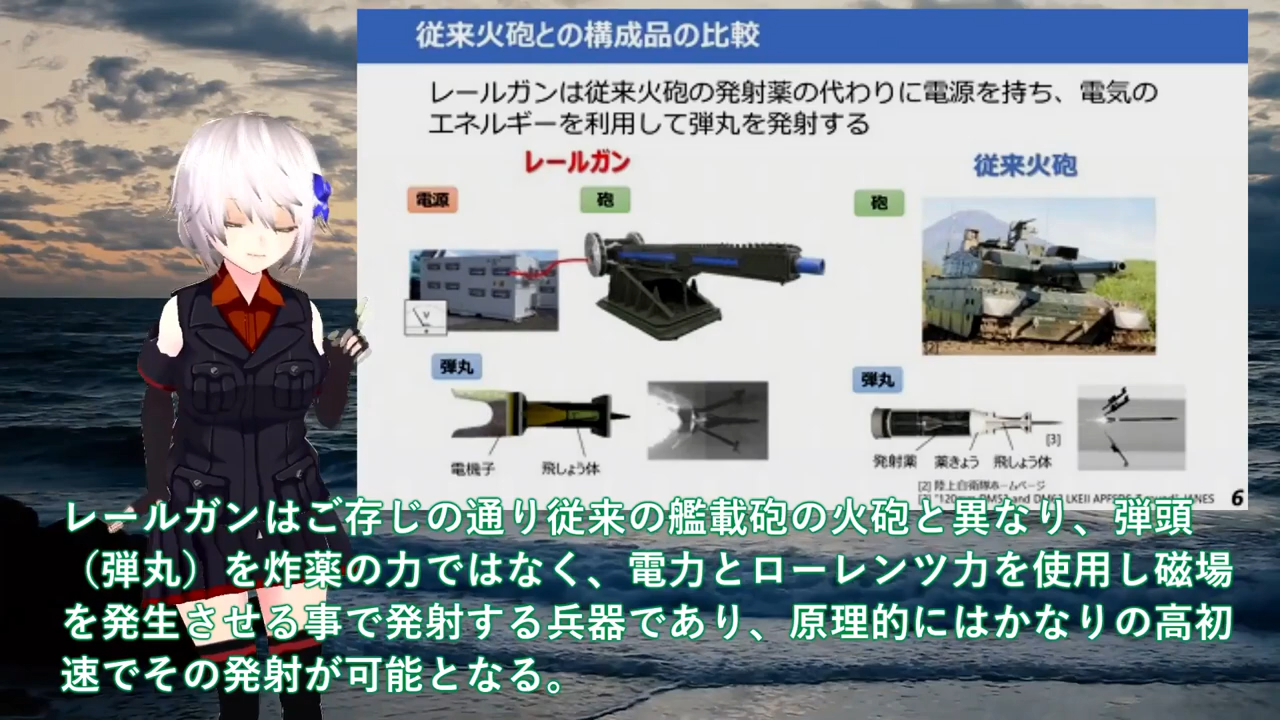 従来火砲との構成品の比較
レールガンは従来火砲の発射薬の代わりに電源を持ち、電気の
エネルギーを利用して弾丸を発射する
レールガン
従来火砲
電源
砲
砲
V
[2]
弾丸
弾丸
電機子
飛しょう体
[3]
発射薬
薬きょう
飛しょう体
[2] 陸上自衛隊ホームページ
6
レールガンはご存じの通り従来の艦載砲の火砲と異なり、弾頭
（弾丸）を炸薬の力ではなく、電力とローレンツ力を使用し磁場
を発生させる事で発射する兵器であり、原理的にはかなりの高初
速でその発射が可能となる。